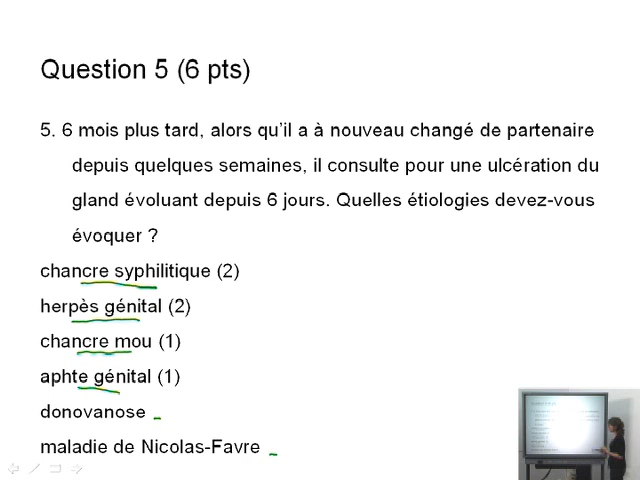 Question 5 (6 pts)
5. 6 mois plus tard, alors qu'il a à nouveau changé de partenaire
depuis quelques semaines, il consulte pour une ulcération du
gland évoluant depuis 6 jours. Quelles étiologies devez-vous
évoquer ?
chancre syphilitique (2)
herpès génital (2)
chancre mou (1)
aphte génital (1)
donovanose
maladie de Nicolas-Favre